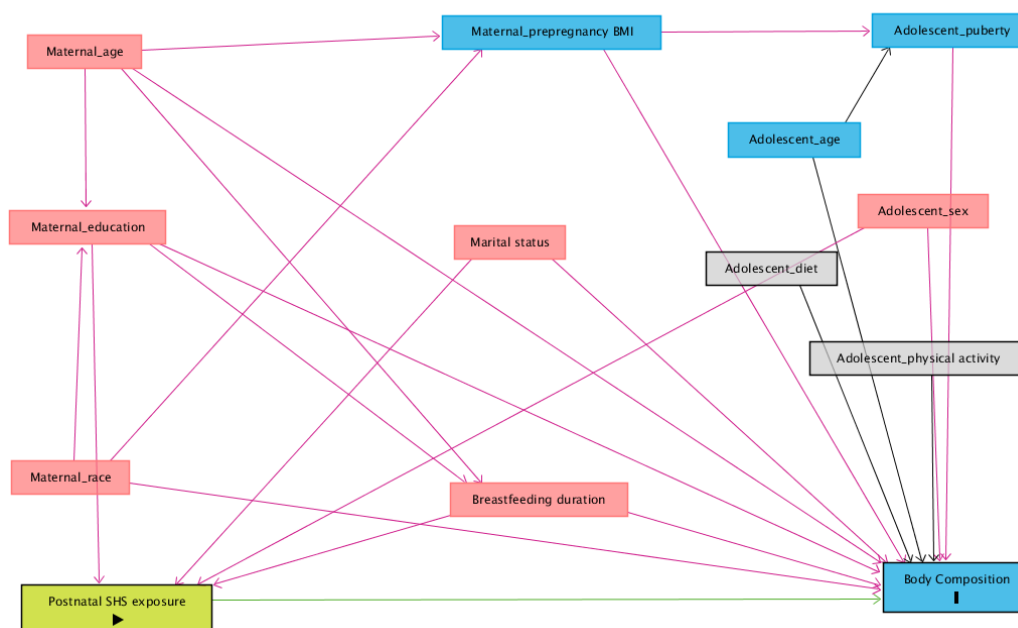 Maternal_age
Maternal_prepregnancy BMI
Adolescent_puberty
Adolescent_age
Adolescent_sex
Maternal_education
Marital status
Adolescent_diet
Adolescent_physical activity
Maternal_race
Breastfeeding duration
Postnatal SHS exposure
Body Composition